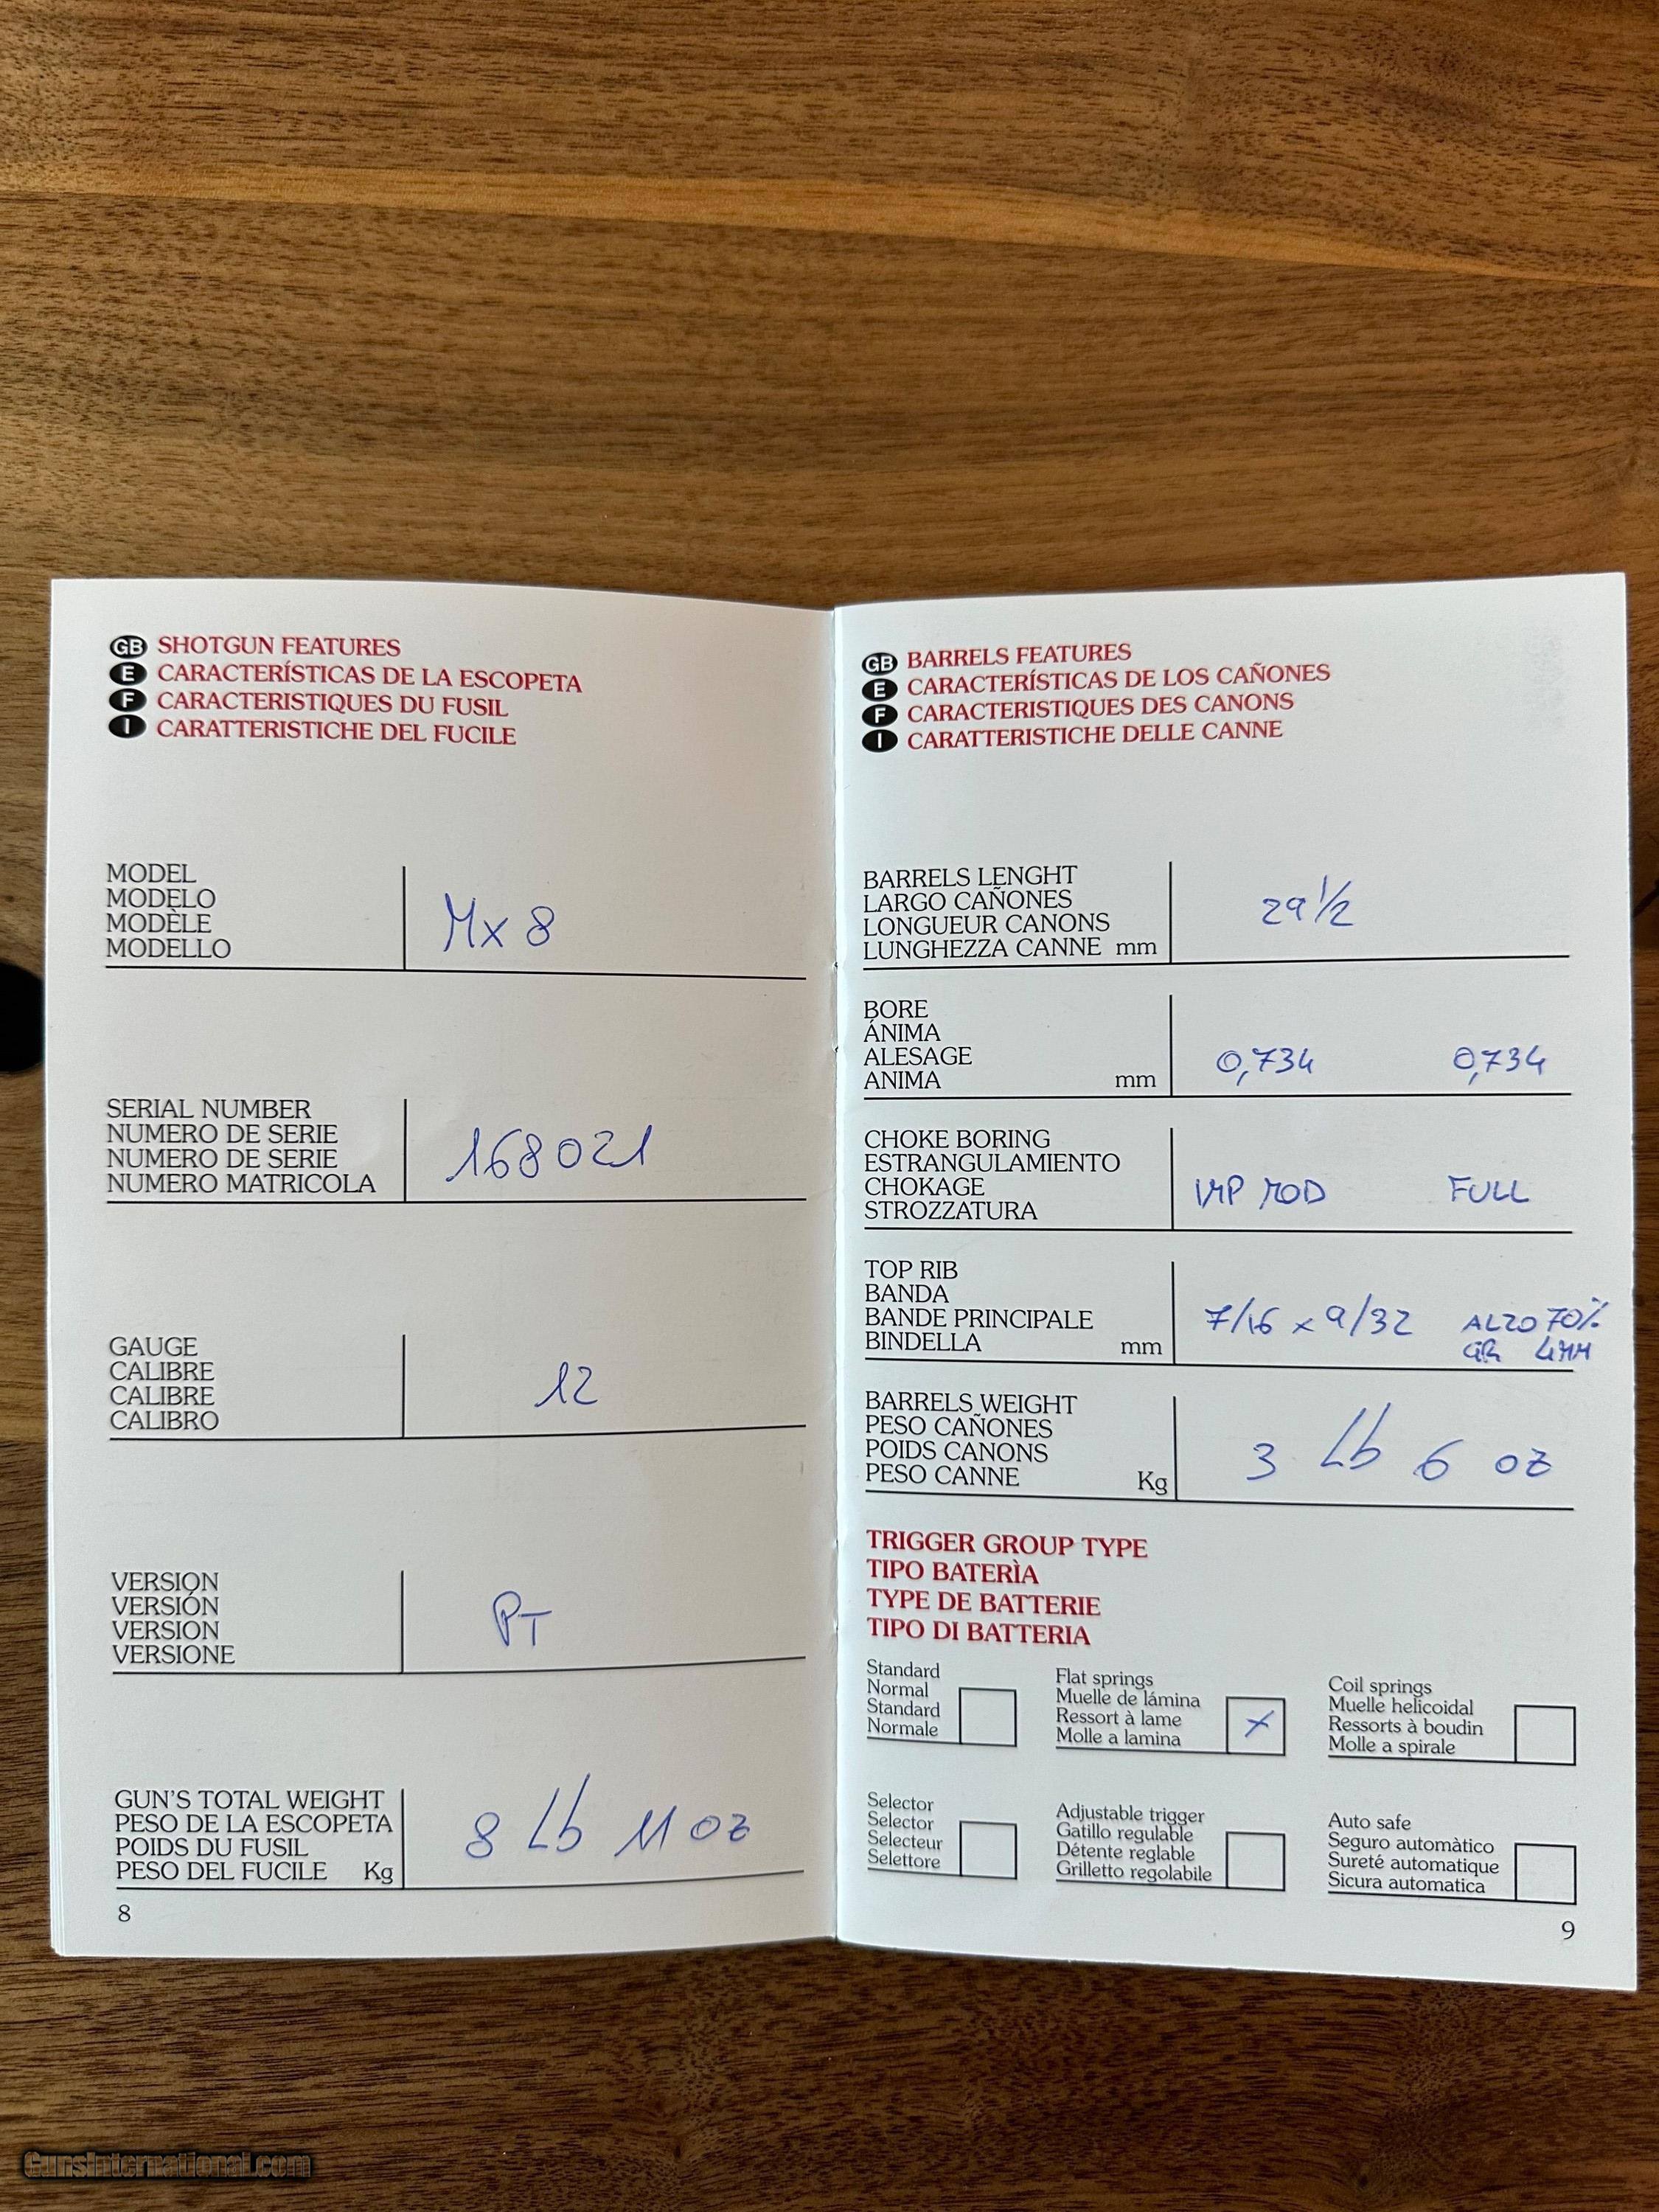 GB SHOTGUN FEATURES
E CARACTERÍSTICAS DE LA ESCOPETA
F CARACTERISTIQUES DU FUSIL
I CARATTERISTICHE DEL FUCILE
MODEL
MODELO
MODÈLE
MODELLO
Mx 8
SERIAL NUMBER
NUMERO DE SERIE
NUMERO DE SERIE
NUMERO MATRICOLA
168021
GAUGE
CALIBRE
CALIBRE
CALIBRO
12
VERSION
VERSIÓN
VERSION
VERSIONE
PT
GUN'S TOTAL WEIGHT
PESO DE LA ESCOPETA
POIDS DU FUSIL
PESO DEL FUCILE Kg
8 Lb 11 oz
8
GB BARRELS FEATURES
E CARACTERÍSTICAS DE LOS CAÑONES
F CARACTERISTIQUES DES CANONS
I CARATTERISTICHE DELLE CANNE
BARRELS LENGHT
LARGO CAÑONES
LONGUEUR CANONS
LUNGHEZZA CANNE mm
29 1/2
BORE
ÁNIMA
ALESAGE
ANIMA mm
0,734 0,734
CHOKE BORING
ESTRANGULAMIENTO
CHOKAGE
STROZZATURA
IMP MOD FULL
TOP RIB
BANDA
BANDE PRINCIPALE
BINDELLA mm
7/16 x 9/32 ALZO 70%
GR 4MM
BARRELS WEIGHT
PESO CAÑONES
POIDS CANONS
PESO CANNE Kg
3 Lb 6 oz
TRIGGER GROUP TYPE
TIPO BATERÌA
TYPE DE BATTERIE
TIPO DI BATTERIA
Standard
Normal
Standard
Normale
Flat springs
Muelle de lámina
Ressort à lame
Molle a lamina
x
Coil springs
Muelle helicoidal
Ressorts à boudin
Molle a spirale
Selector
Selector
Selecteur
Selettore
Adjustable trigger
Gatillo regulable
Détente reglable
Grilletto regolabile
Auto safe
Seguro automàtico
Sureté automatique
Sicura automatica
9
GunsInternational.com